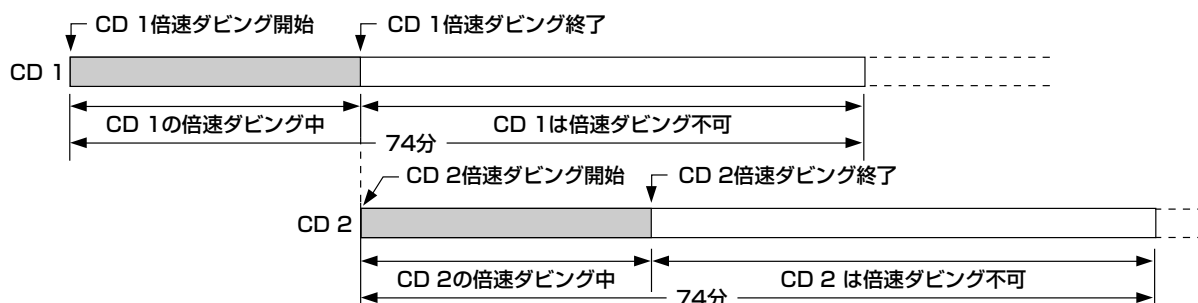 CD 1倍速ダビング開始
CD 1倍速ダビング終了
CD 1
CD 1の倍速ダビング中
CD 1は倍速ダビング不可
74分
CD 2倍速ダビング開始
CD 2倍速ダビング終了
CD 2
CD 2の倍速ダビング中
CD 2 は倍速ダビング不可
74分